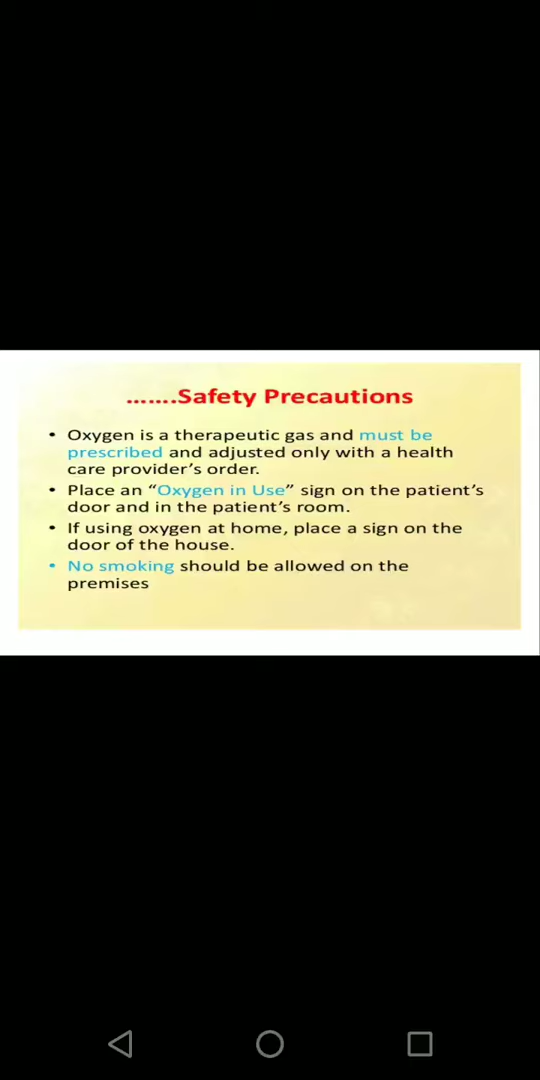 .......Safety Precautions
• Oxygen is a therapeutic gas and must be
prescribed and adjusted only with a health
care provider’s order.
• Place an “Oxygen in Use” sign on the patient’s
door and in the patient’s room.
• If using oxygen at home, place a sign on the
door of the house.
• No smoking should be allowed on the
premises